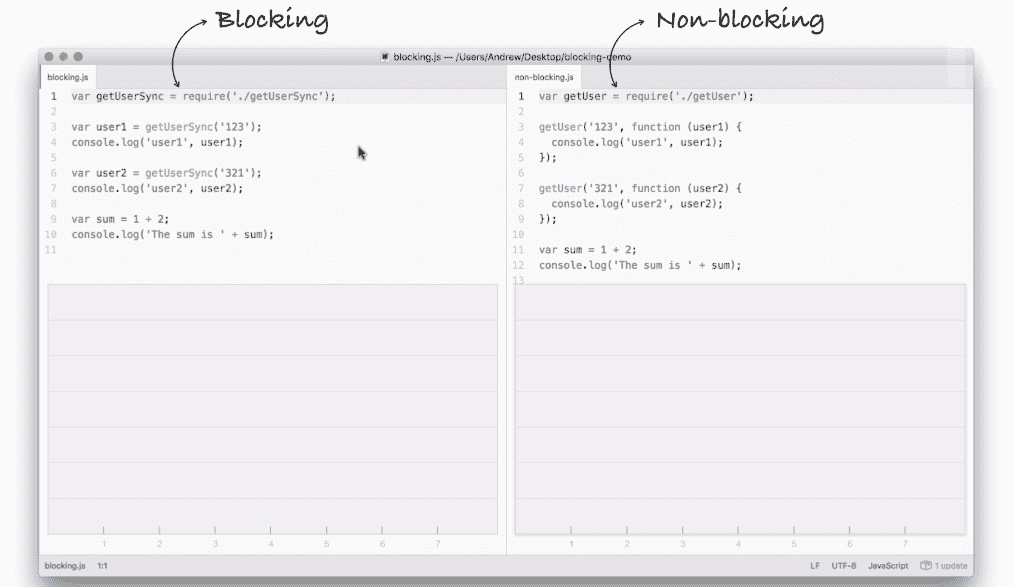 Blocking
Non-blocking
blocking.js — /Users/Andrew/Desktop/blocking-demo
blocking.js
1 var getUserSync = require('./getUserSync');
2
3 var user1 = getUserSync('123');
4 console.log('user1', user1);
5
6 var user2 = getUserSync('321');
7 console.log('user2', user2);
8
9 var sum = 1 + 2;
10 console.log('The sum is ' + sum);
11
1 2 3 4 5 6 7
non-blocking.js
1 var getUser = require('./getUser');
2
3 getUser('123', function (user1) {
4 console.log('user1', user1);
5 });
6
7 getUser('321', function (user2) {
8 console.log('user2', user2);
9 });
10
11 var sum = 1 + 2;
12 console.log('The sum is ' + sum);
13
1 2 3 4 5 6 7
blocking.js 1:1
LF UTF-8 JavaScript 1 update